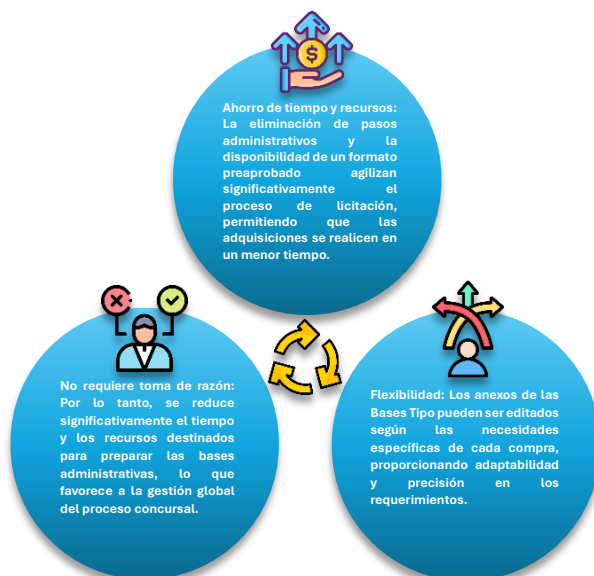 $
Ahorro de tiempo y recursos:
La eliminación de pasos
administrativos y la
disponibilidad de un formato
preaprobado agilizan
significativamente el
proceso de licitación,
permitiendo que las
adquisiciones se realicen en
un menor tiempo.
No requiere toma de razón:
Por lo tanto, se reduce
significativamente el tiempo
y los recursos destinados
para preparar las bases
administrativas, lo que
favorece a la gestión global
del proceso concursal.
Flexibilidad: Los anexos de las
Bases Tipo pueden ser editados
según las necesidades
específicas de cada compra,
proporcionando adaptabilidad
y precisión en los
requerimientos.